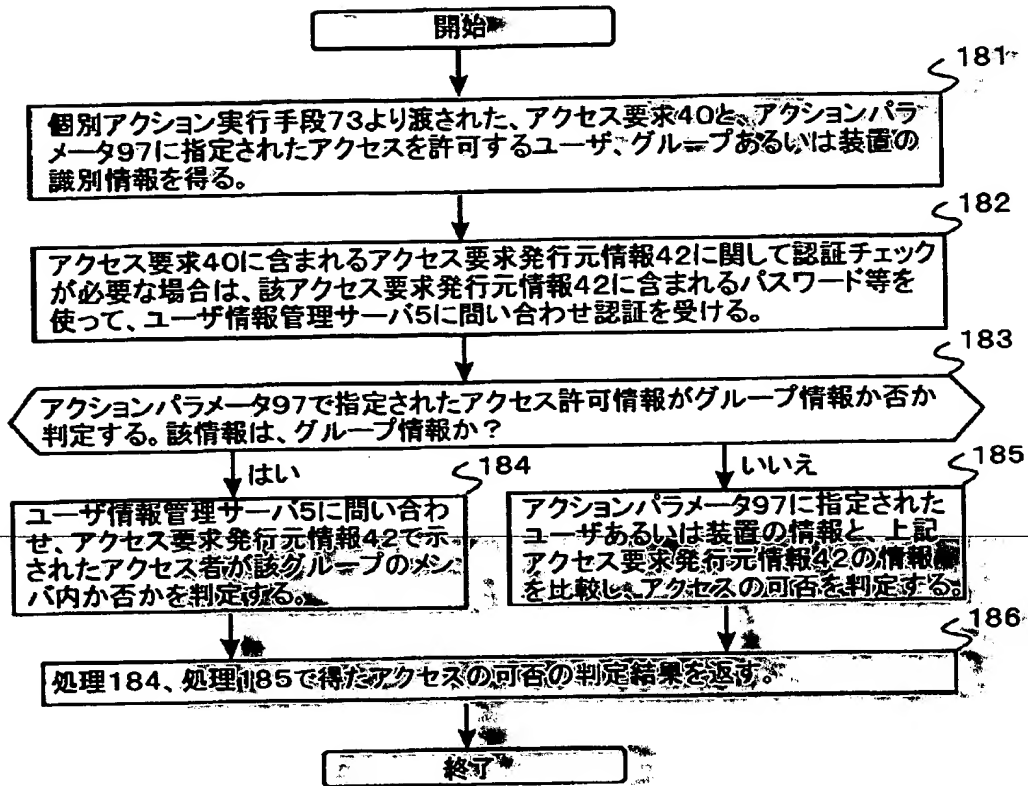 開始
181
個別アクション実行手段73より渡された、アクセス要求40と、アクションパラ
メータ97に指定されたアクセスを許可するユーザ、グループあるいは装置の
識別情報を得る。
182
アクセス要求40に含まれるアクセス要求発行元情報42に関して認証チェック
が必要な場合は、該アクセス要求発行元情報42に含まれるパスワード等を
使って、ユーザ情報管理サーバ5に問い合わせ認証を受ける。
183
アクションパラメータ97で指定されたアクセス許可情報がグループ情報か否か
判定する。該情報は、グループ情報か？
はい
184
ユーザ情報管理サーバ5に問い合わ
せ、アクセス要求発行元情報42で示
されたアクセス者が該グループのメン
バ内か否かを判定する。
いいえ
185
アクションパラメータ97に指定された
ユーザあるいは装置の情報と、上記
アクセス要求発行元情報42の情報
を比較し、アクセスの可否を判定する。
186
処理184、処理185で得たアクセスの可否の判定結果を返す。
終了